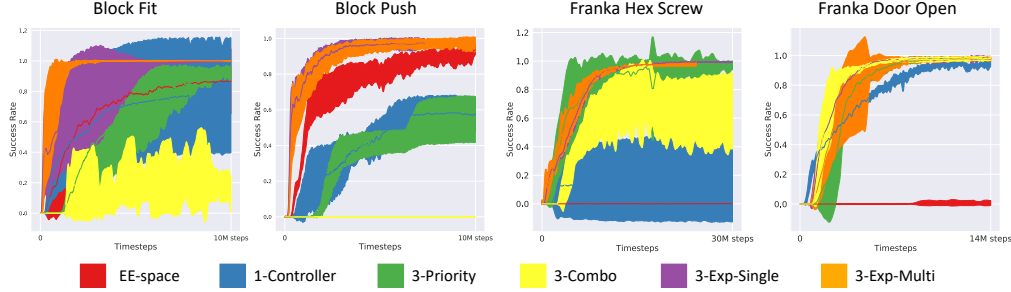 Block Fit
Block Push
Franka Hex Screw
Franka Door Open
Success Rate
1.2
1.0
0.8
0.6
0.4
0.2
0.0
0
10M steps
Timesteps
Success Rate
1.0
0.8
0.6
0.4
0.2
0.0
0
10M steps
Timesteps
Success Rate
1.2
1.0
0.8
0.6
0.4
0.2
0.0
0
30M steps
Timesteps
Success Rate
1.0
0.8
0.6
0.4
0.2
0.0
0
14M steps
Timesteps
EE-space
1-Controller
3-Priority
3-Combo
3-Exp-Single
3-Exp-Multi